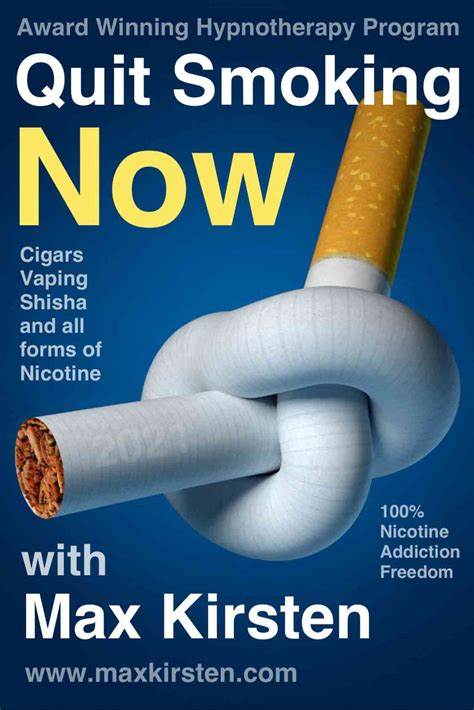 Award Winning Hypnotherapy Program
Quit Smoking
Now
Cigars
Vaping
Shisha
and all
forms of
Nicotine
2021
100%
Nicotine
Addiction
Freedom
with
Max Kirsten
www.maxkirsten.com